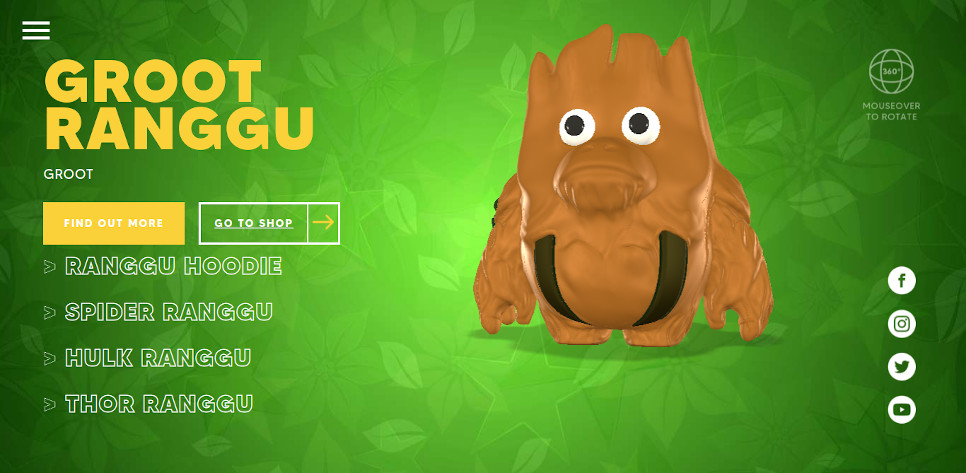 GROOT
RANGGU
GROOT
FIND OUT MORE
GO TO SHOP
> RANGGU HOODIE
> SPIDER RANGGU
> HULK RANGGU
> THOR RANGGU
360°
MOUSEOVER
TO ROTATE